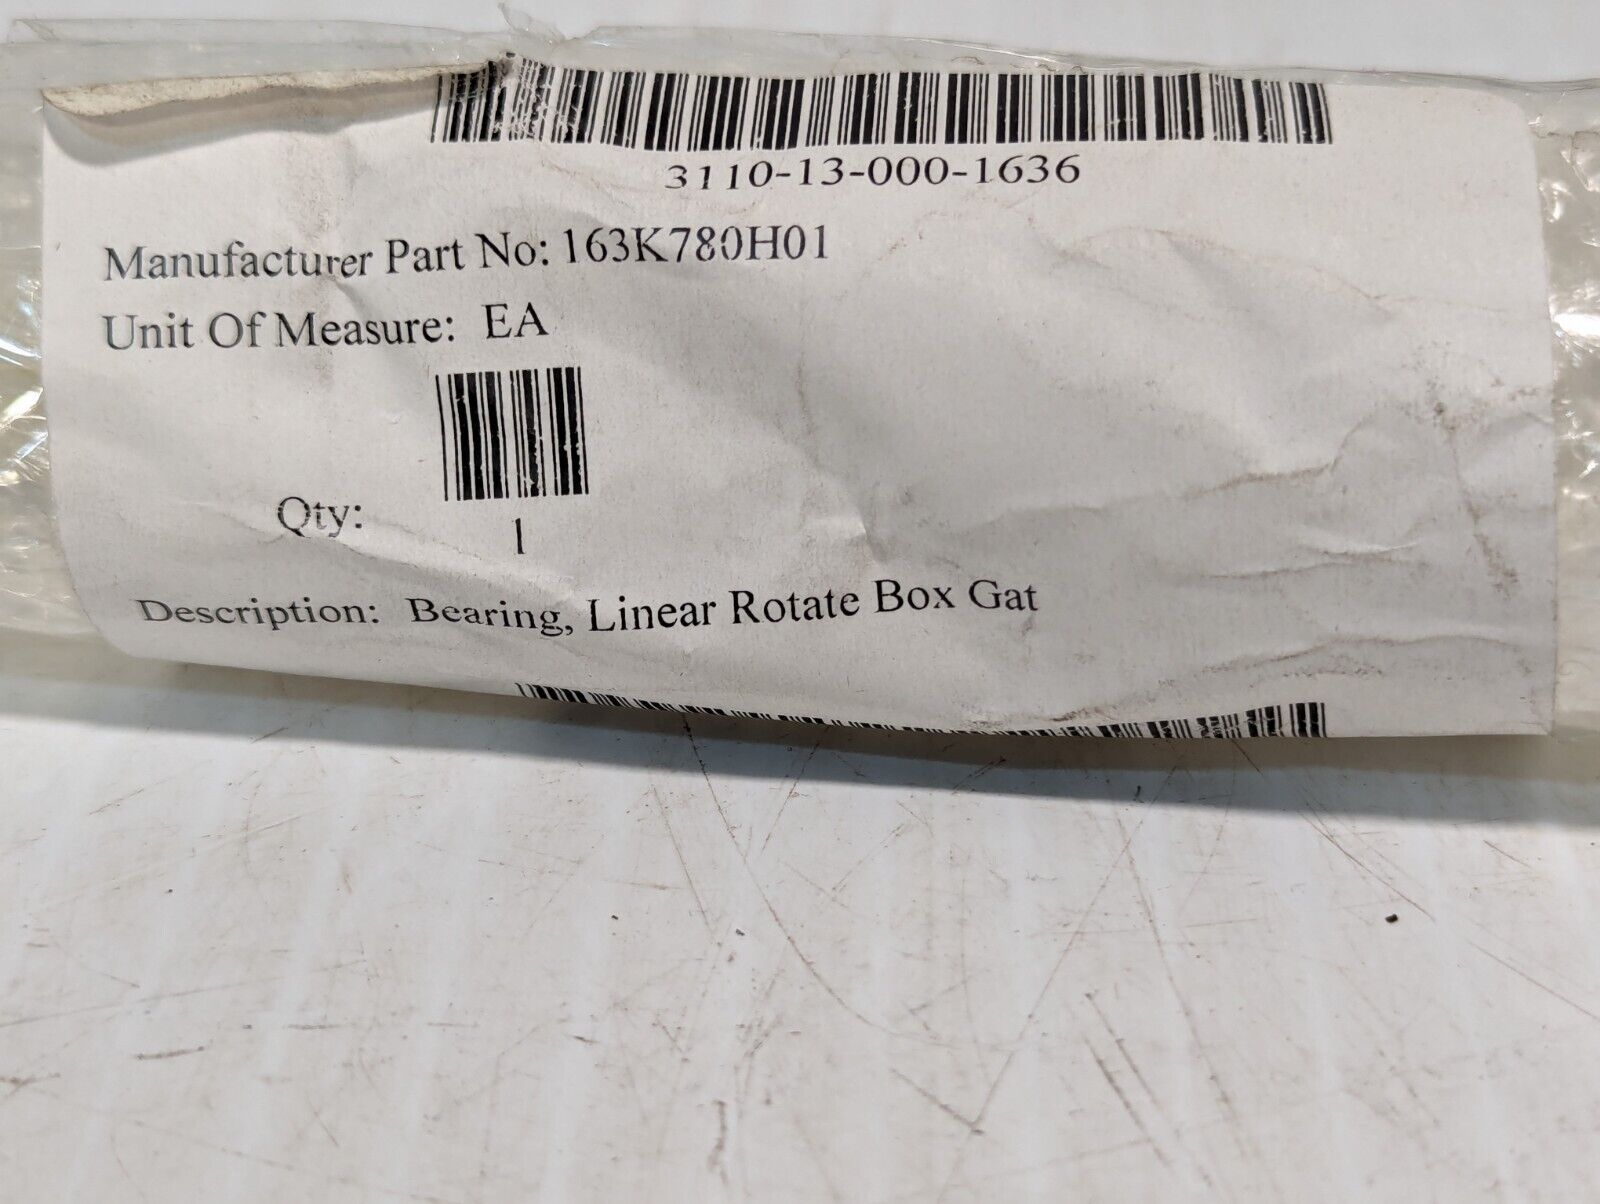 3110-13-000-1636
Manufacturer Part No: 163K780H01
Unit Of Measure: EA
Qty: 1
Description: Bearing, Linear Rotate Box Gat